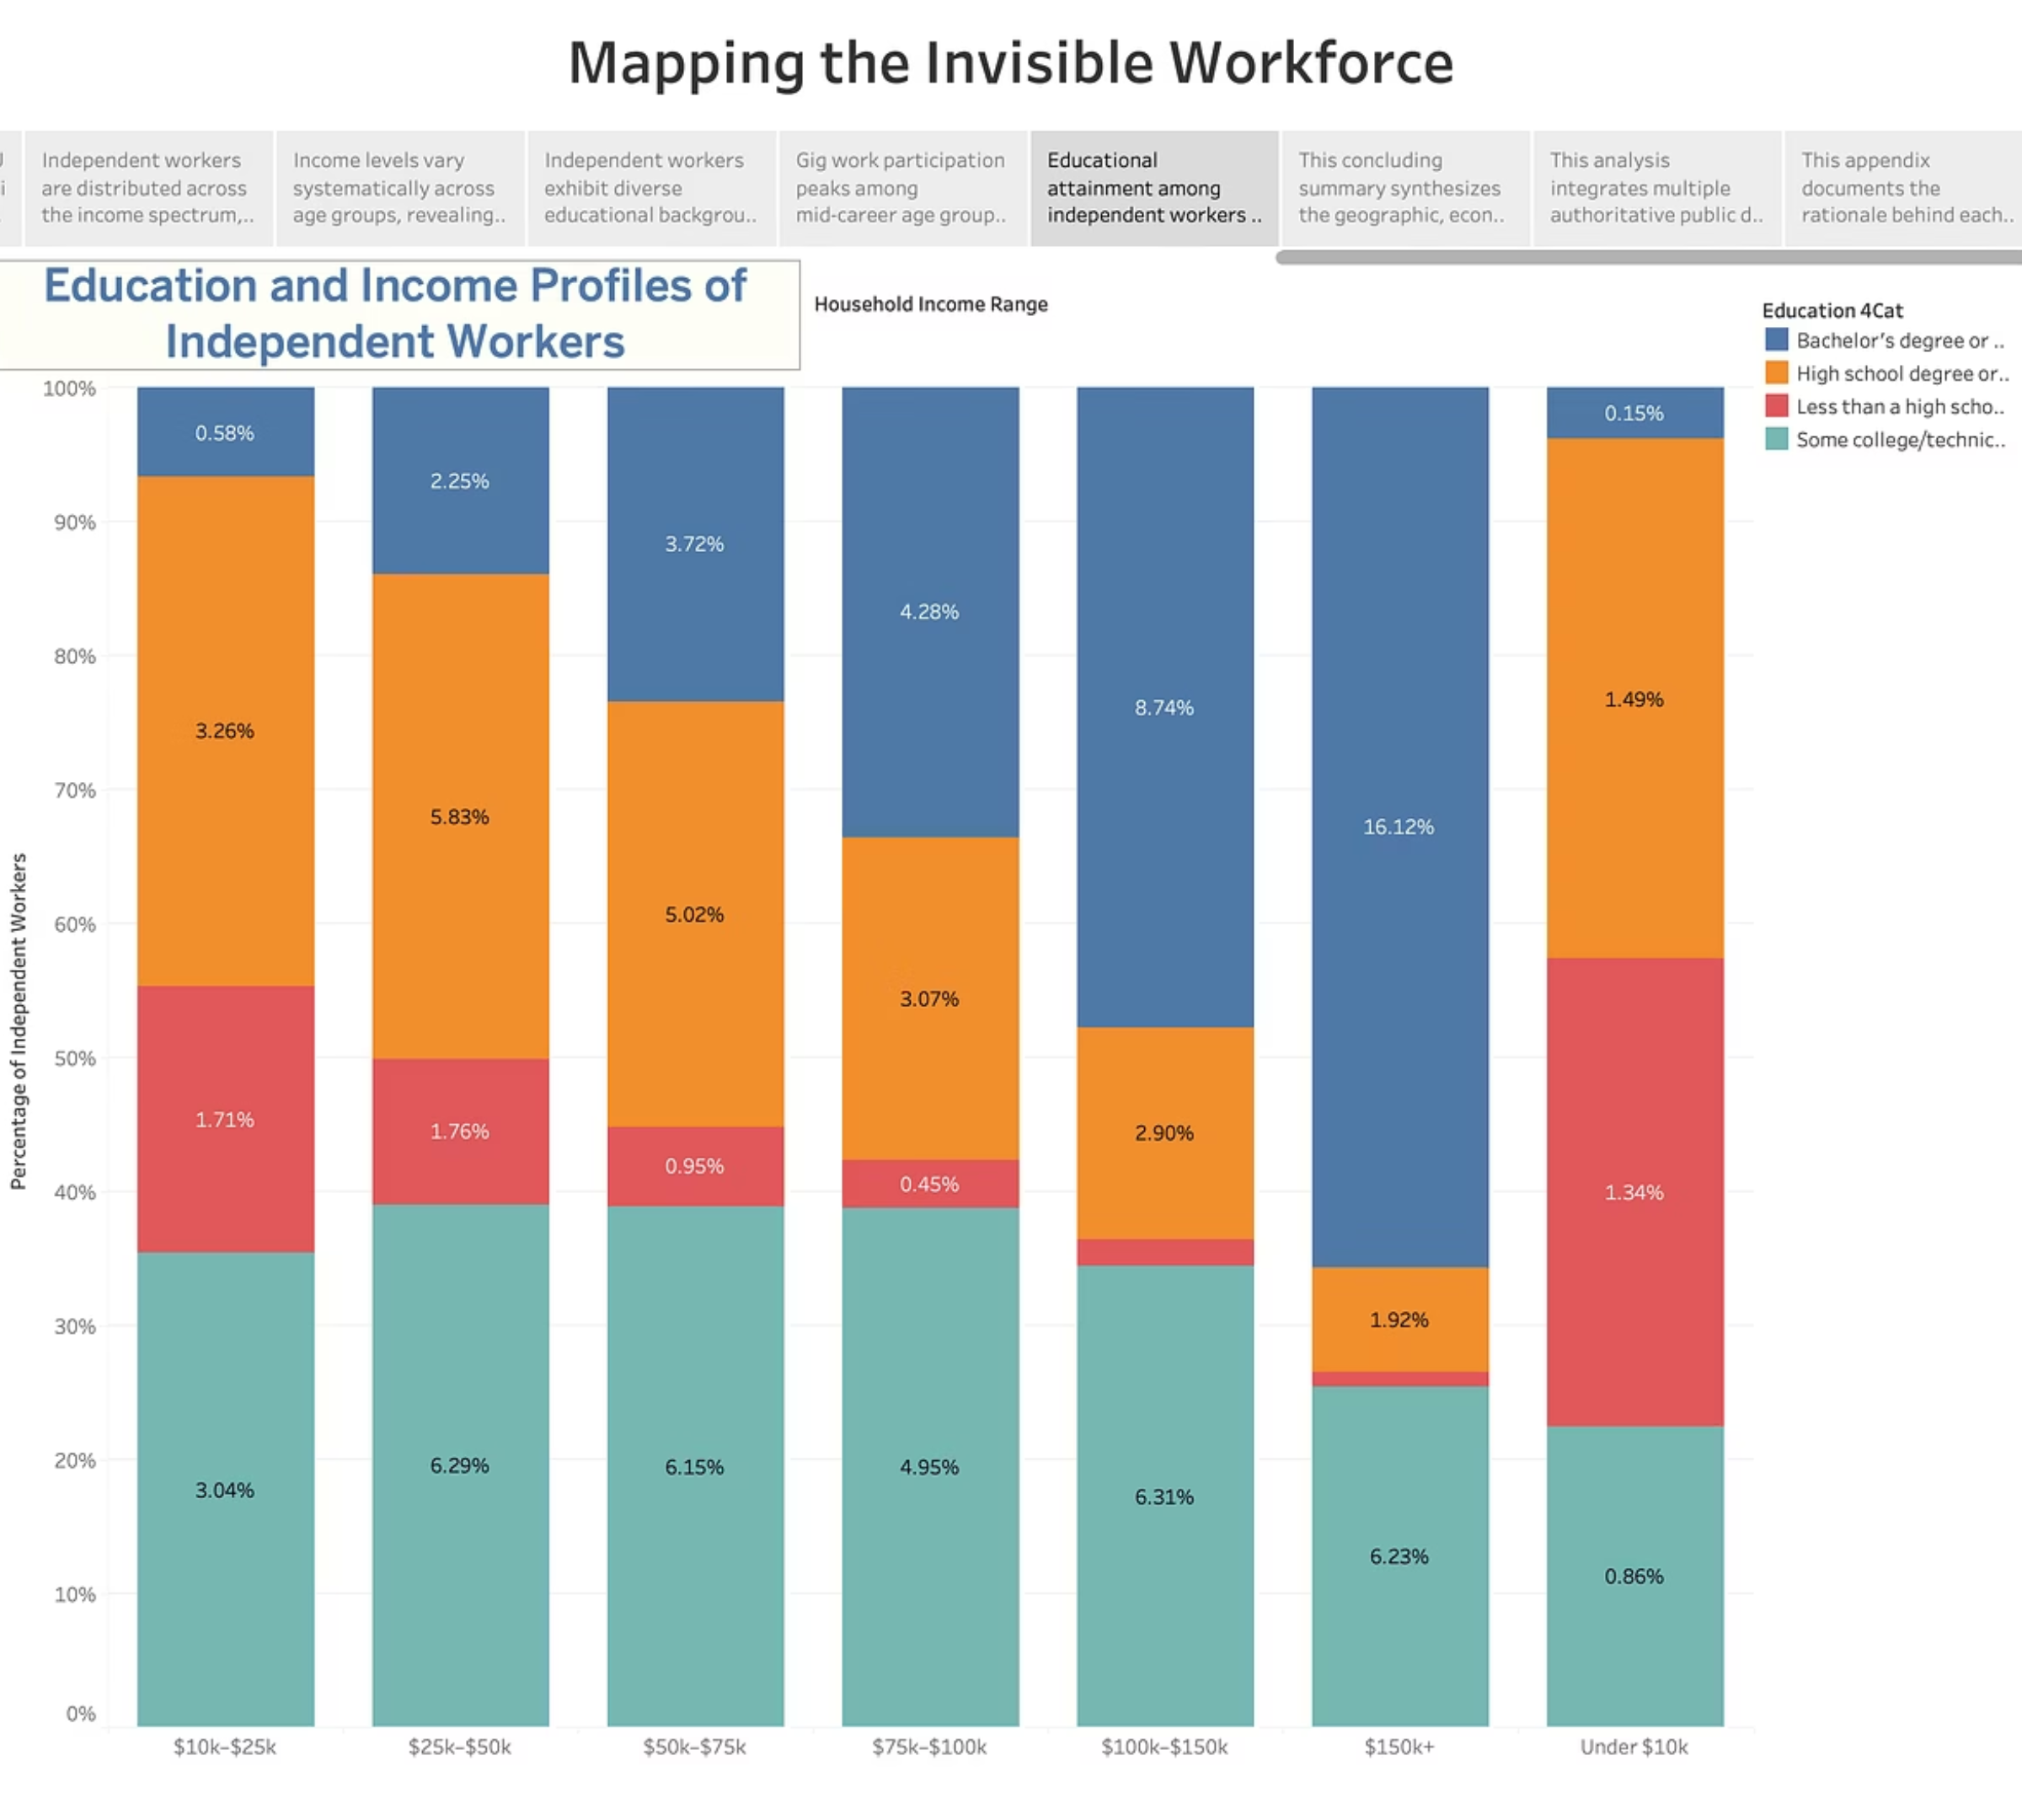 Mapping the Invisible Workforce
Independent workers
are distributed across
the income spectrum,..
Income levels vary
systematically across
age groups, revealing..
Independent workers
exhibit diverse
educational backgrou..
Gig work participation
peaks among
mid-career age group..
Educational
attainment among
independent workers ..
This concluding
summary synthesizes
the geographic, econ..
This analysis
integrates multiple
authoritative public d..
This appendix
documents the
rationale behind each..
Education and Income Profiles of
Independent Workers
Household Income Range
Education 4Cat
Bachelor's degree or ..
High school degree or..
Less than a high scho..
Some college/technic..
Percentage of Independent Workers
100%
90%
80%
70%
60%
50%
40%
30%
20%
10%
0%
0.58%
3.26%
1.71%
3.04%
2.25%
5.83%
1.76%
6.29%
3.72%
5.02%
0.95%
6.15%
4.28%
3.07%
0.45%
4.95%
8.74%
2.90%
6.31%
16.12%
1.92%
6.23%
0.15%
1.49%
1.34%
0.86%
$10k–$25k
$25k–$50k
$50k–$75k
$75k–$100k
$100k–$150k
$150k+
Under $10k